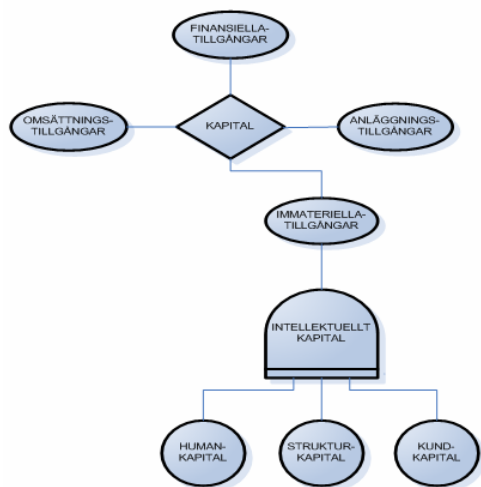 FINANSIELLA-
TILLGÅNGAR
OMSÄTTNINGS-
TILLGÅNGAR
KAPITAL
ANLÄGGNINGS-
TILLGÅNGAR
IMMATERIELLA-
TILLGÅNGAR
INTELLEKTUELLT
KAPITAL
HUMAN-
KAPITAL
STRUKTUR-
KAPITAL
KUND-
KAPITAL